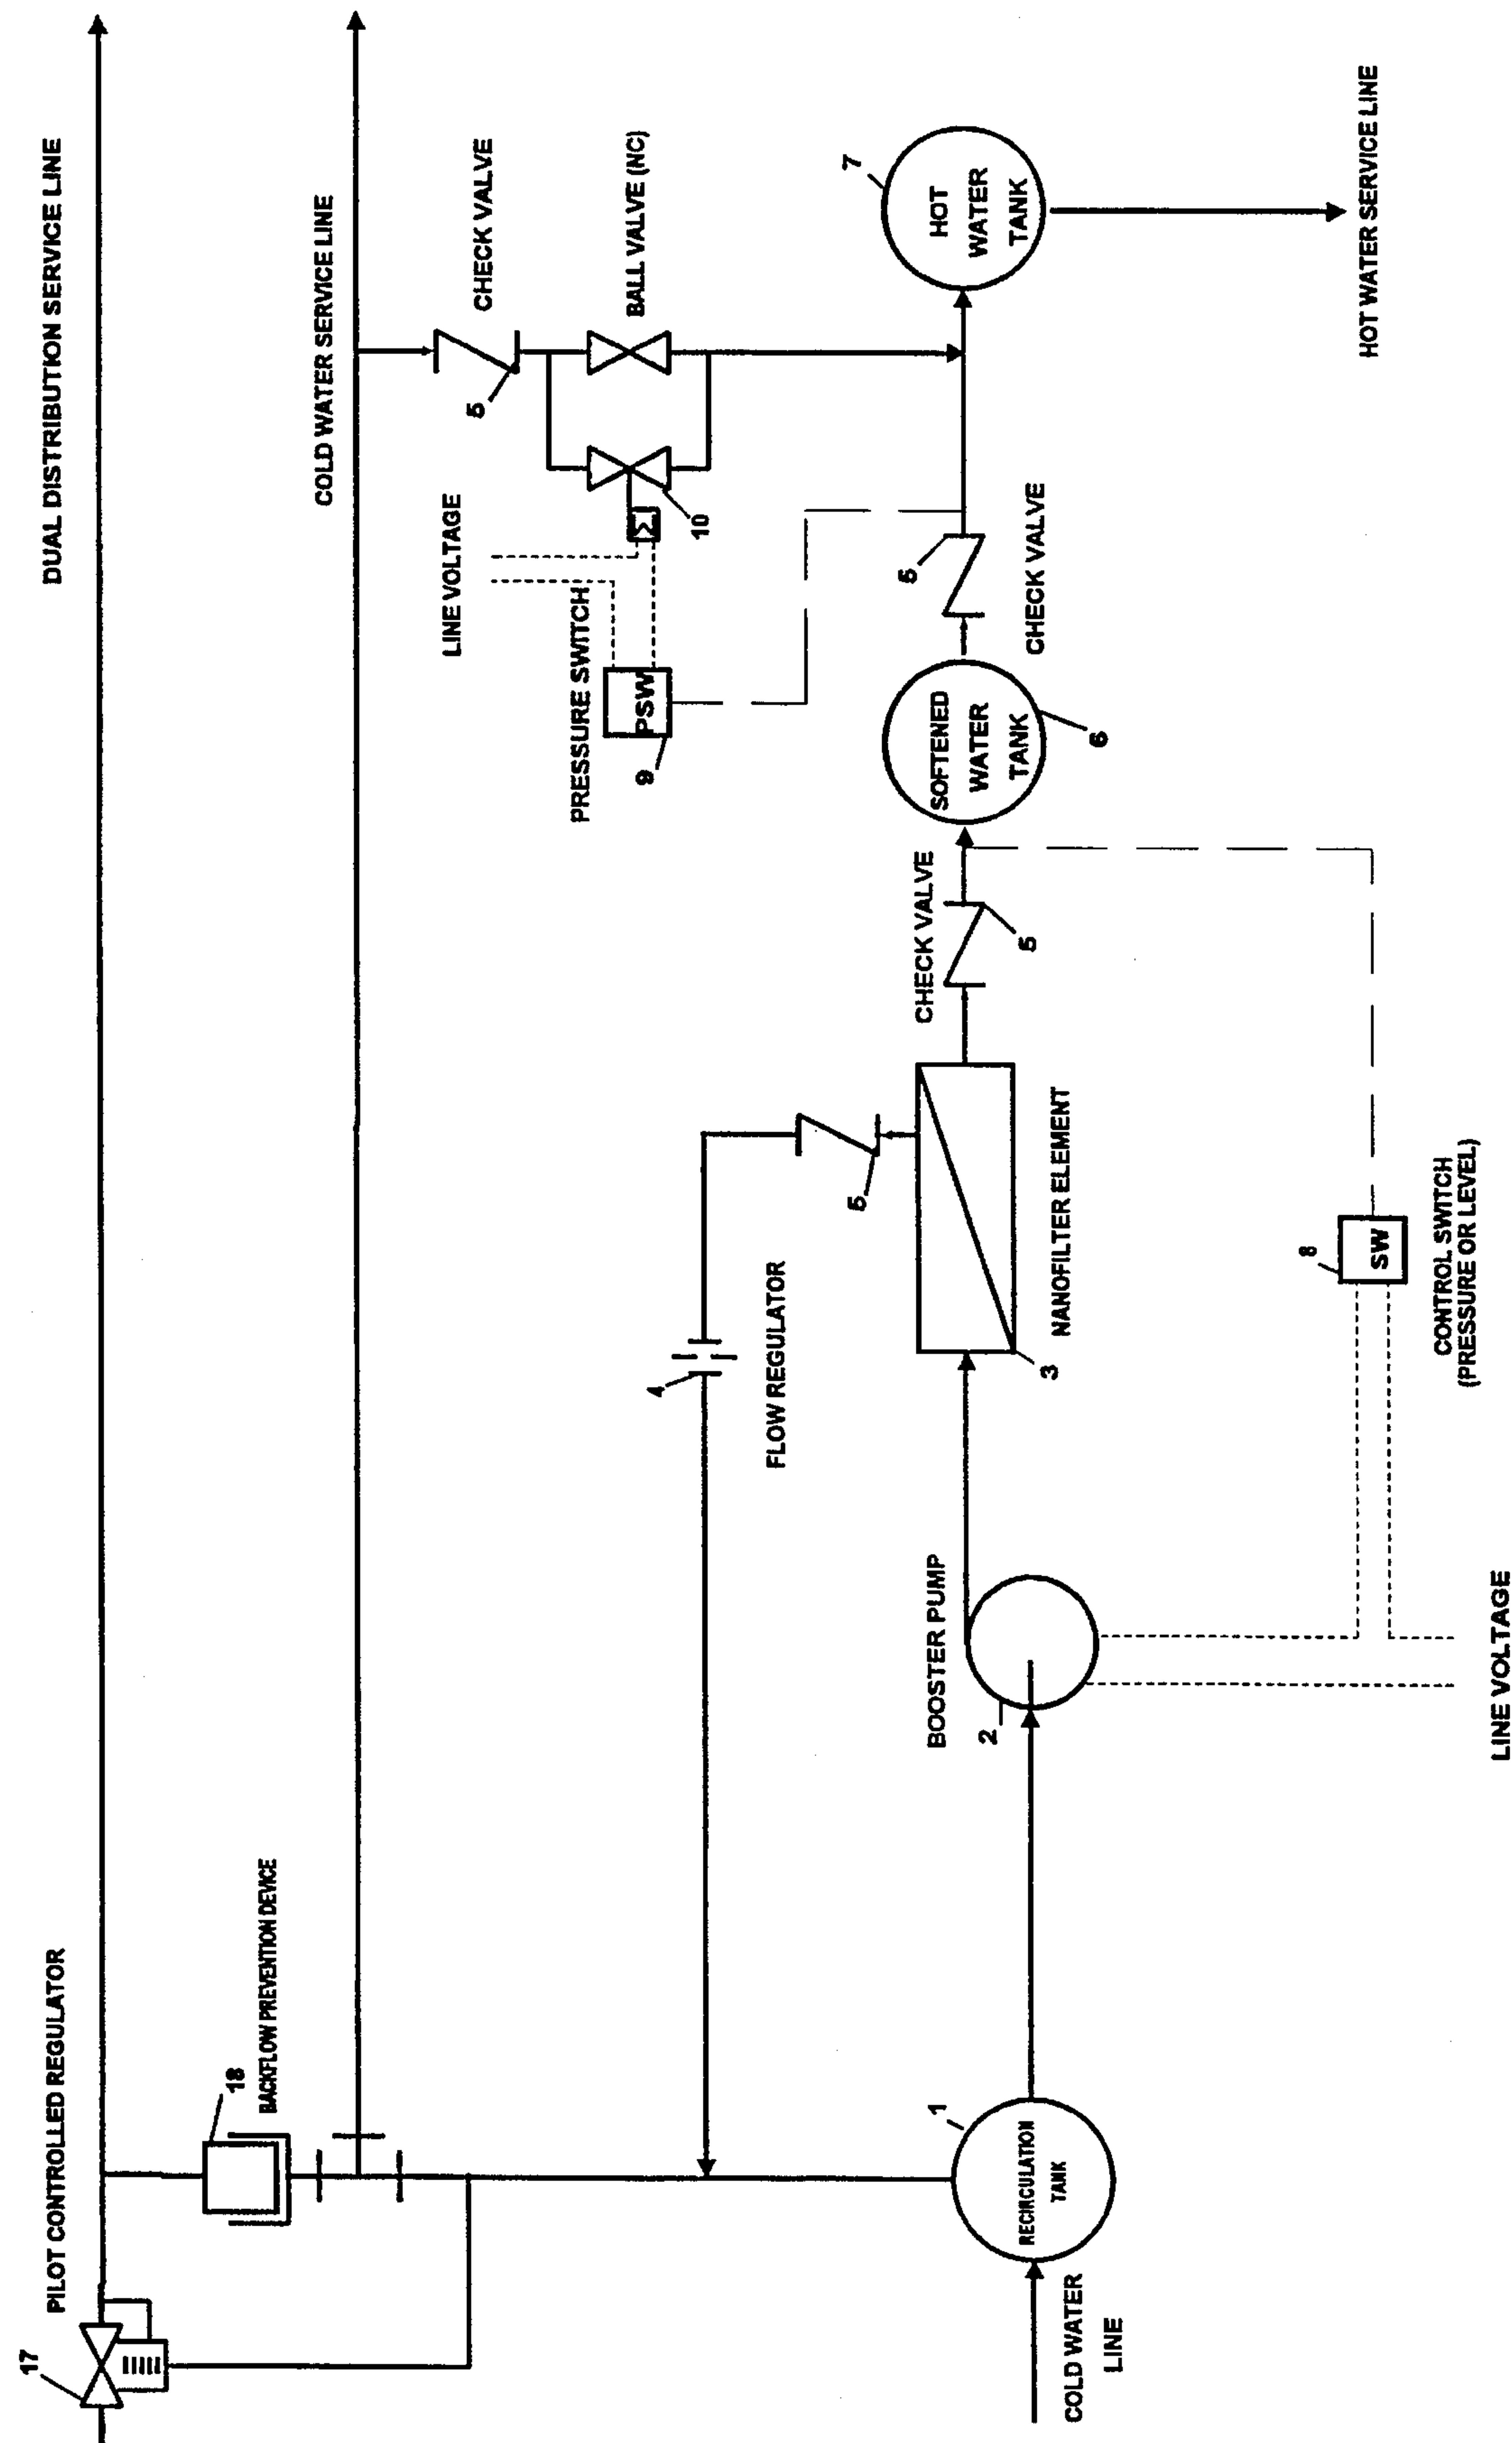 DUAL DISTRIBUTION SERVICE LINE
COLD WATER SERVICE LINE
PILOT CONTROLLED REGULATOR
17
18
BACKFLOW PREVENTION DEVICE
LINE VOLTAGE
CHECK VALVE
5
BALL VALVE (NC)
10
M
PRESSURE SWITCH
PSW
9
4
FLOW REGULATOR
5
7
HOT
WATER
TANK
HOT WATER SERVICE LINE
5
CHECK VALVE
SOFTENED
WATER
TANK
6
CHECK VALVE
5
NANOFILTER ELEMENT
3
BOOSTER PUMP
2
1
RECIRCULATION
TANK
COLD WATER
LINE
8
SW
CONTROL SWITCH
(PRESSURE OR LEVEL)
LINE VOLTAGE